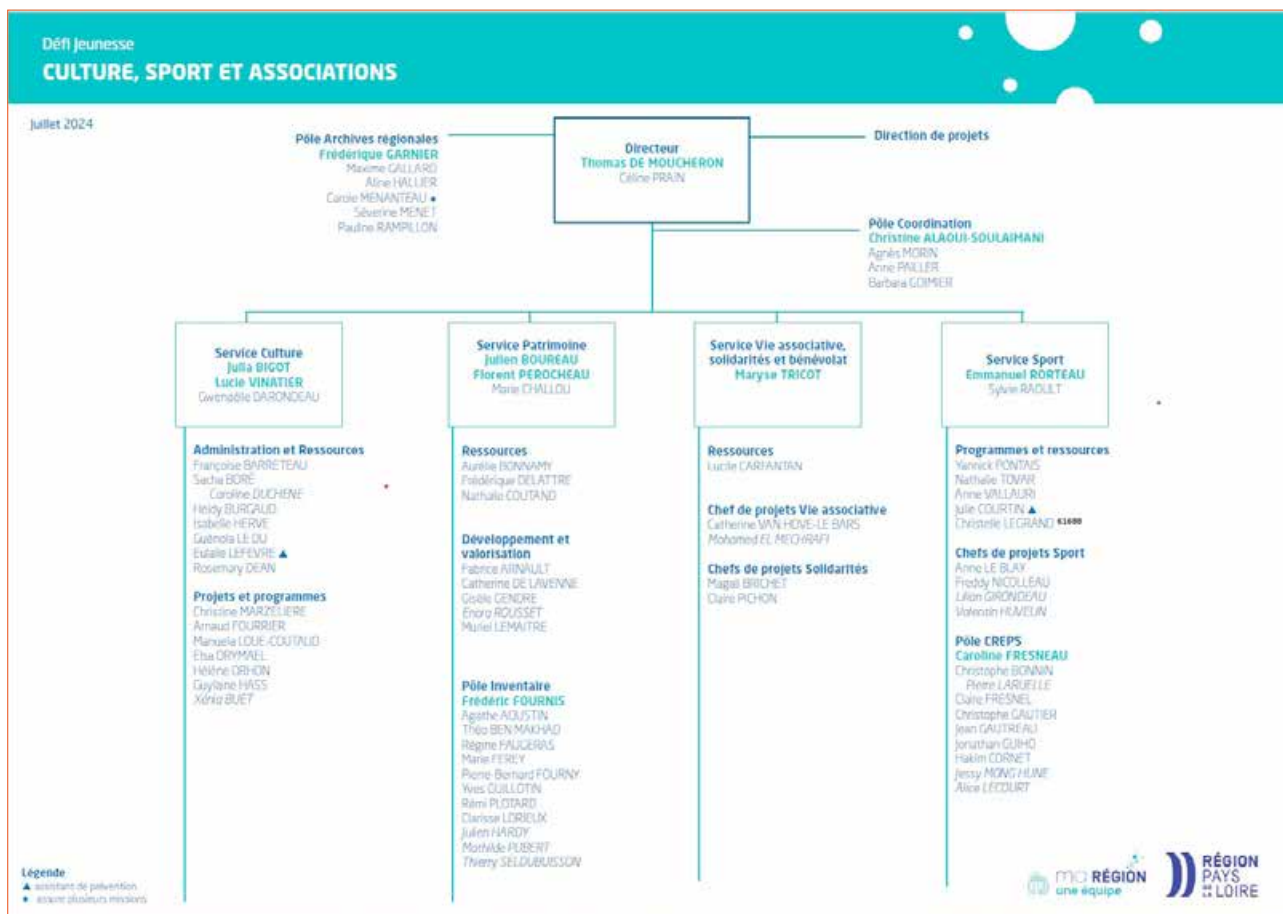 Défi Jeunesse
CULTURE, SPORT ET ASSOCIATIONS
Juillet 2024
Pôle Archives régionales
Frédérique GARNIER
Maxime GALLARD
Aline HALLIER
Carole MENANTEAU •
Séverine MENET
Pauline RAMPILLON
Directeur
Thomas DE MOUCHERON
Céline PRAIN
Direction de projets
Pôle Coordination
Christine ALAOUI-SOULAIMANI
Agnès MORIN
Anne PAILLER
Barbara GOIMIER
Service Culture
Julia BIGOT
Lucie VINATIER
Gwenaëlle DARONDEAU
Administration et Ressources
Françoise BARRETEAU
Sacha BORÉ
Caroline DUCHENE
Heidy BURGAUD
Isabelle HERVE
Guénola LE DU
Eulalie LEFEVRE ▲
Rosemary DEAN
Projets et programmes
Christine MARZELIERE
Arnaud FOURRIER
Manuela LOUE-COUTAUD
Elsa DRYMAEL
Hélène ORHON
Guylane HASS
Xénia BUET
Service Patrimoine
Julien BOUREAU
Florent PEROCHEAU
Marie CHALLOU
Ressources
Aurélie BONNAMY
Frédérique DELATTRE
Nathalie COUTAND
Développement et
valorisation
Fabrice ARNAULT
Catherine DE LAVENNE
Gisèle GENDRE
Enora ROUSSET
Muriel LEMAITRE
Pôle Inventaire
Frédéric FOURNIS
Agathe AOUSTIN
Théo BEN MAKHAD
Régine FAUGERAS
Marie FEREY
Pierre-Bernard FOURNY
Yves GUILLOTIN
Rémi PLOTARD
Clarisse LORIEUX
Julien HARDY
Mathilde PUBERT
Thierry SELDUBUISSON
Service Vie associative,
solidarités et bénévolat
Maryse TRICOT
Ressources
Lucile CARFANTAN
Chef de projets Vie associative
Catherine VAN HOVE-LE BARS
Mohamed EL MECHRAFI
Chefs de projets Solidarités
Magali BRICHET
Claire PICHON
Service Sport
Emmanuel RORTEAU
Sylvie RAOULT
Programmes et ressources
Yannick PONTAIS
Nathalie TOVAR
Anne VALLAURI
Julie COURTIN ▲
Christelle LEGRAND 61600
Chefs de projets Sport
Anne LE BLAY
Freddy NICOLLEAU
Lilian GIRONDEAU
Valentin HUVELIN
Pôle CREPS
Caroline FRESNEAU
Christophe BONNIN
Pierre LARUELLE
Claire FRESNEL
Christophe GAUTIER
Jean GAUTREAU
Jonathan GUIHO
Hakim CORNET
Jessy MONG HUNE
Alice LECOURT
Légende
▲ assistant de prévention
• assure plusieurs missions
ma RÉGION
une équipe
RÉGION
PAYS
DE LA LOIRE